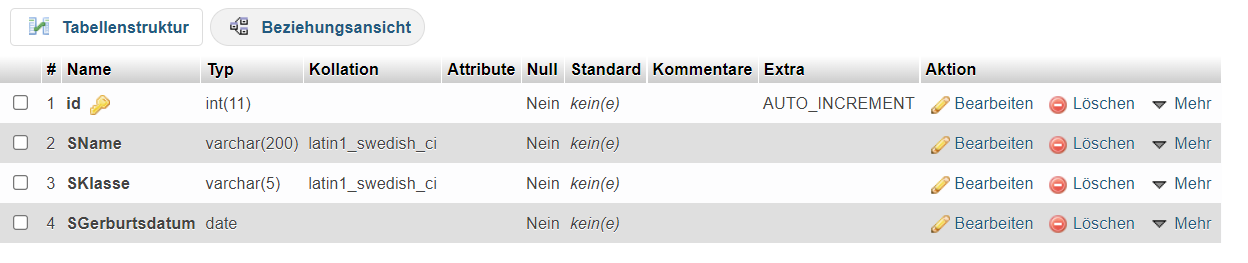 Tabellenstruktur Beziehungsansicht
# Name Typ Kollation Attribute Null Standard Kommentare Extra Aktion
1 id int(11) Nein kein(e) AUTO_INCREMENT Bearbeiten Löschen Mehr
2 SName varchar(200) latin1_swedish_ci Nein kein(e) Bearbeiten Löschen Mehr
3 SKlasse varchar(5) latin1_swedish_ci Nein kein(e) Bearbeiten Löschen Mehr
4 SGerburtsdatum date Nein kein(e) Bearbeiten Löschen Mehr